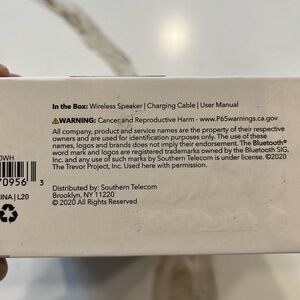 In the Box: Wireless Speaker | Charging Cable | User Manual
⚠WARNING: Cancer and Reproductive Harm - www.P65warnings.ca.gov
All company, product and service names are the property of their respective
owners and are used for identification purposes only. The use of these
names, logos and brands does not imply their endorsement. The Bluetooth®
word mark and logos are registered trademarks owned by the Bluetooth SIG,
Inc. and any use of such marks by Southern Telecom is under license. ©2020
The Trevor Project, Inc. Used with permission.
0WH
70956 3
INA | L20
Distributed by: Southern Telecom
Brooklyn, NY 11220
© 2020 All Rights Reserved